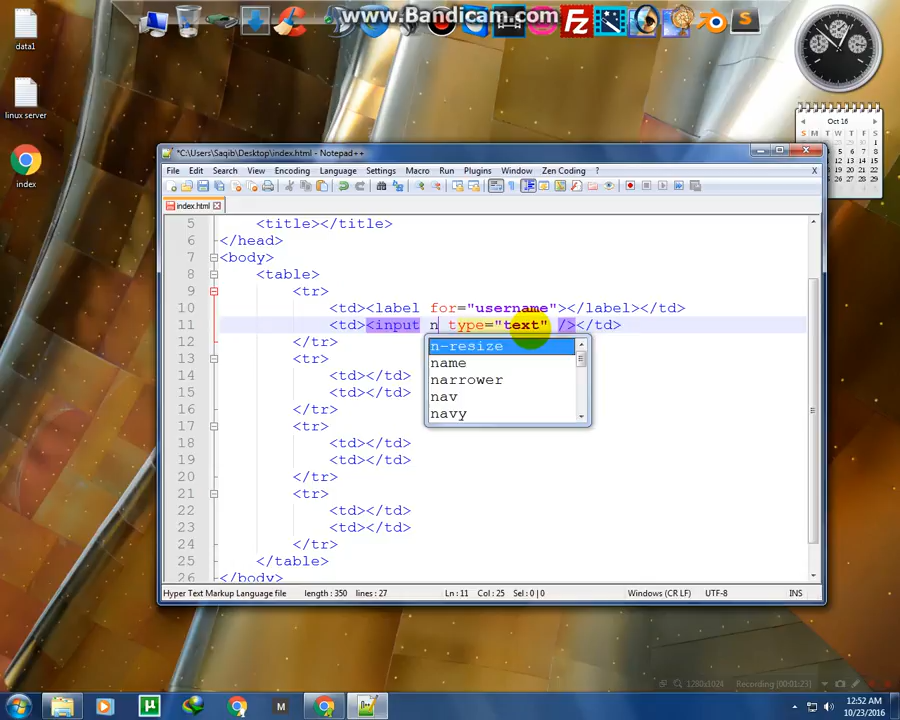 www.Bandicam.com
data1
linux server
index
Oct 16
S M T W T F S
*C:\Users\Saqib\Desktop\index.html - Notepad++
File Edit Search View Encoding Language Settings Macro Run Plugins Window Zen Coding X
index.html
5 <title></title>
6 </head>
7 <body>
8 <table>
9 <tr>
10 <td><label for="username"></label></td>
11 <td><input n type="text" /></td>
12 </tr>
n-resize
name
narrower
nav
navy
13 <tr>
14 <td></td>
15 <td></td>
16 </tr>
17 <tr>
18 <td></td>
19 <td></td>
20 </tr>
21 <tr>
22 <td></td>
23 <td></td>
24 </tr>
25 </table>
26 </body>
Hyper Text Markup Language file length : 350 lines : 27 Ln : 11 Col : 25 Sel : 0 | 0 Windows (CR LF) UTF-8 INS
1280x1024 Recording [00:01:23]
12:52 AM
10/23/2016